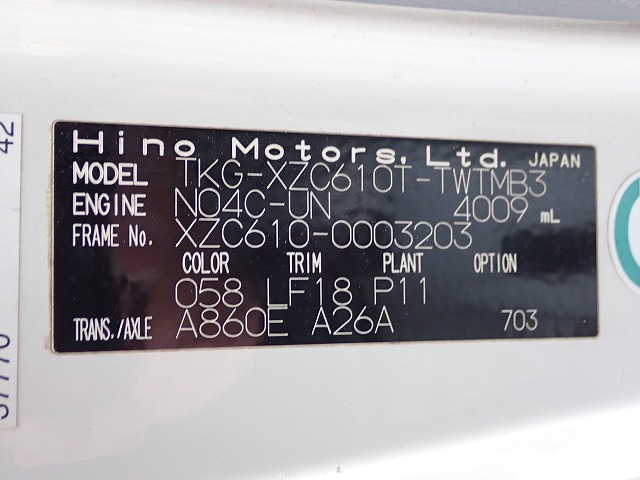 Hino Motors, Ltd. JAPAN
MODEL TKG-XZC610T-TWTMB3
ENGINE N04C-UN 4009 mL
FRAME No. XZC610-0003203
COLOR TRIM PLANT OPTION
058 LF18 P11
TRANS./AXLE A860E A26A 703
42